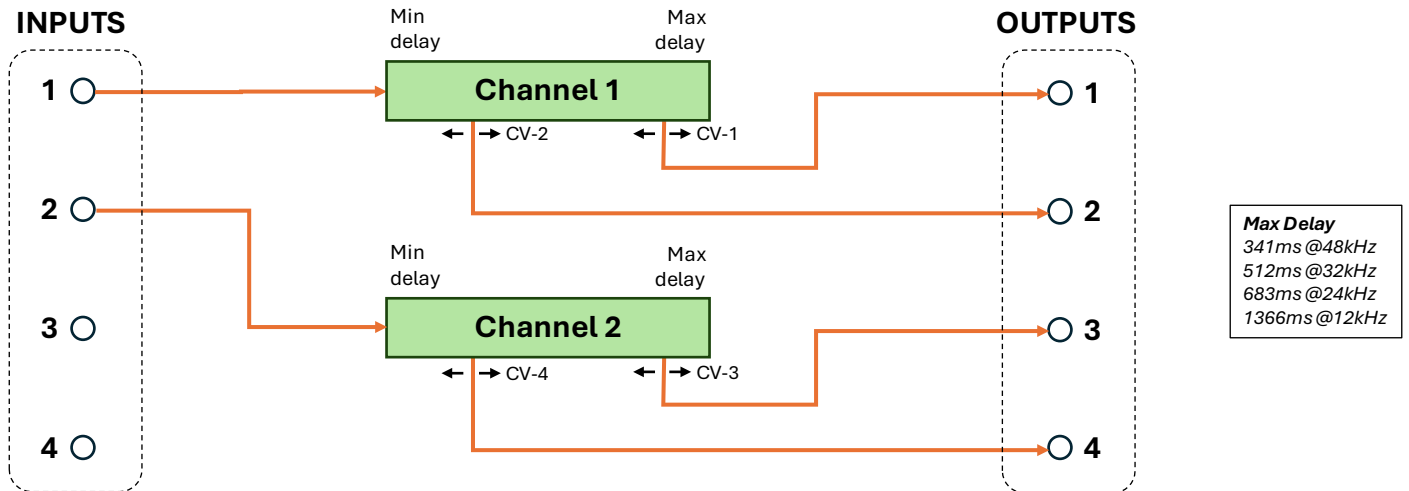 INPUTS
1
2
3
4
Min
delay
Max
delay
Channel 1
CV-2
CV-1
Min
delay
Max
delay
Channel 2
CV-4
CV-3
OUTPUTS
1
2
3
4
Max Delay
341ms @48kHz
512ms @32kHz
683ms @24kHz
1366ms @12kHz